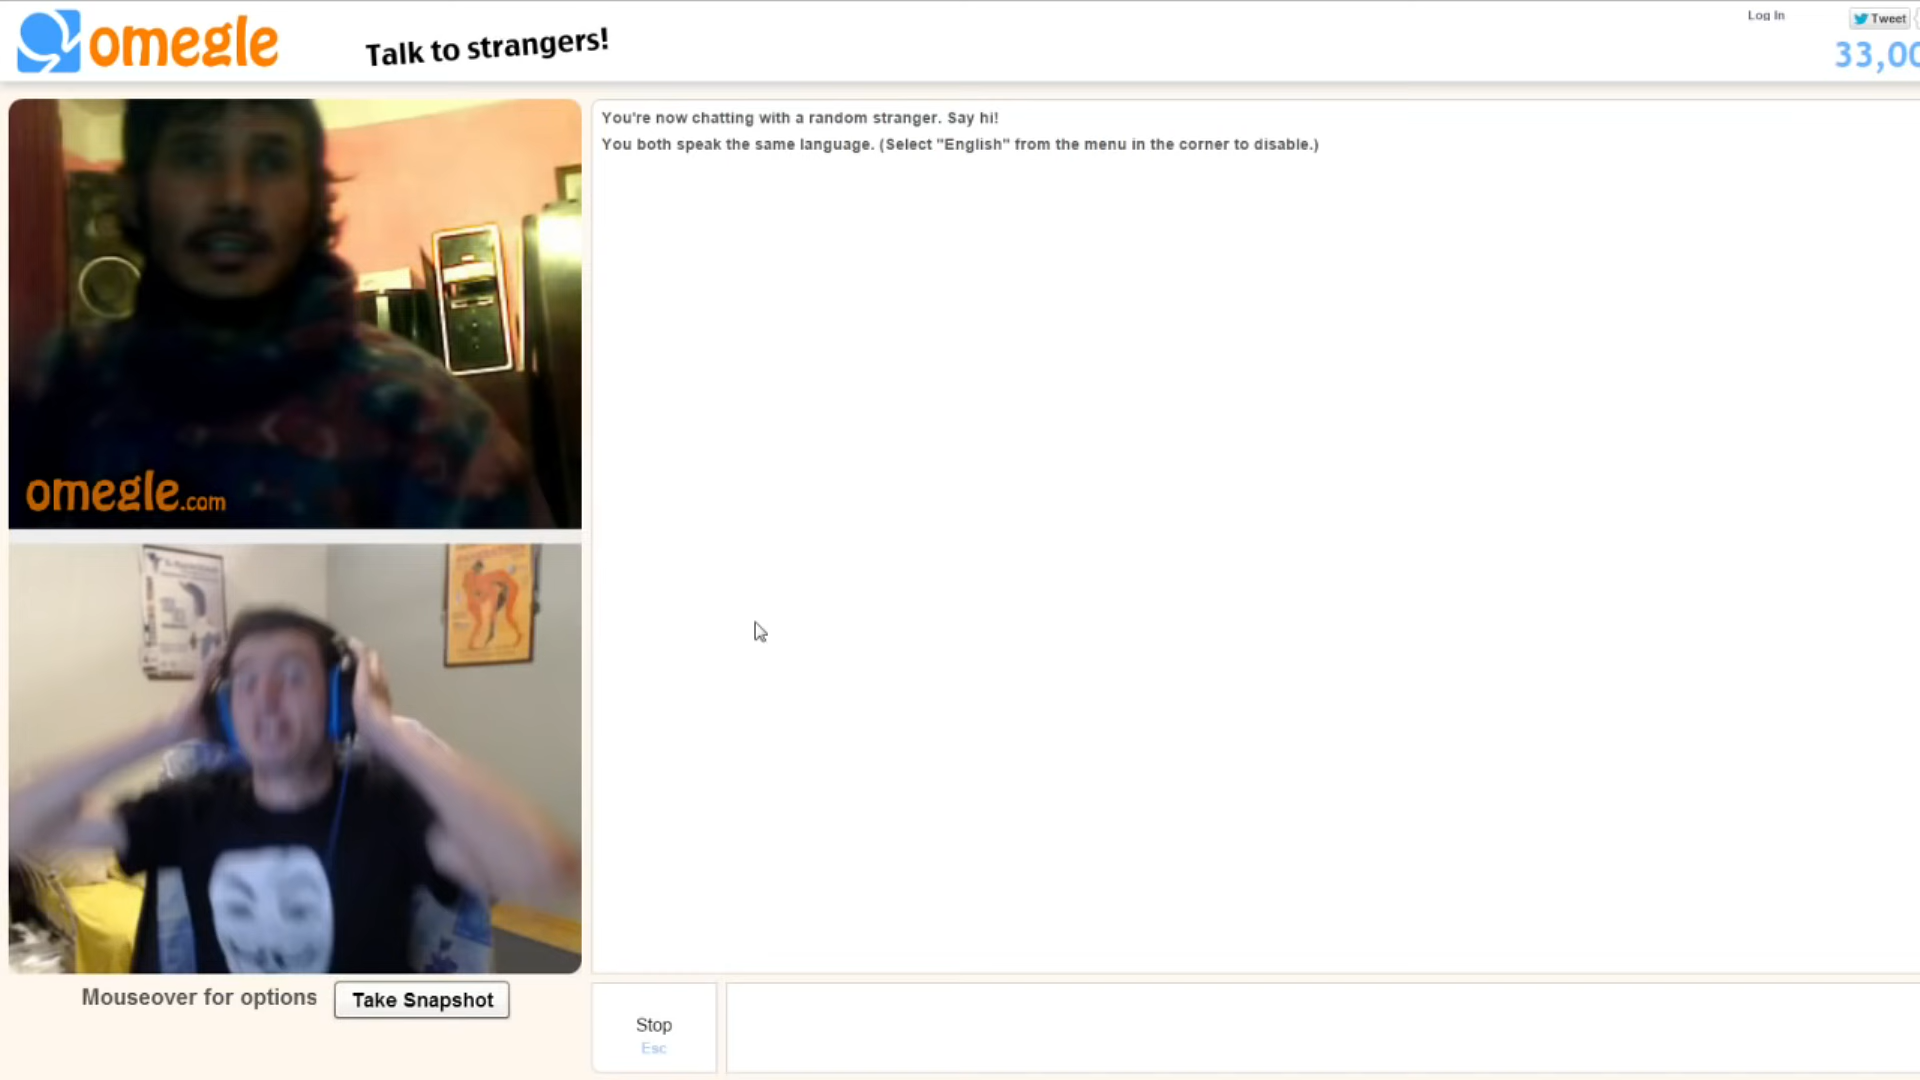 omegle
Talk to strangers!
Log In
Tweet
33,00
You're now chatting with a random stranger. Say hi!
You both speak the same language. (Select "English" from the menu in the corner to disable.)
omegle.com
Mouseover for options
Take Snapshot
Stop
Esc